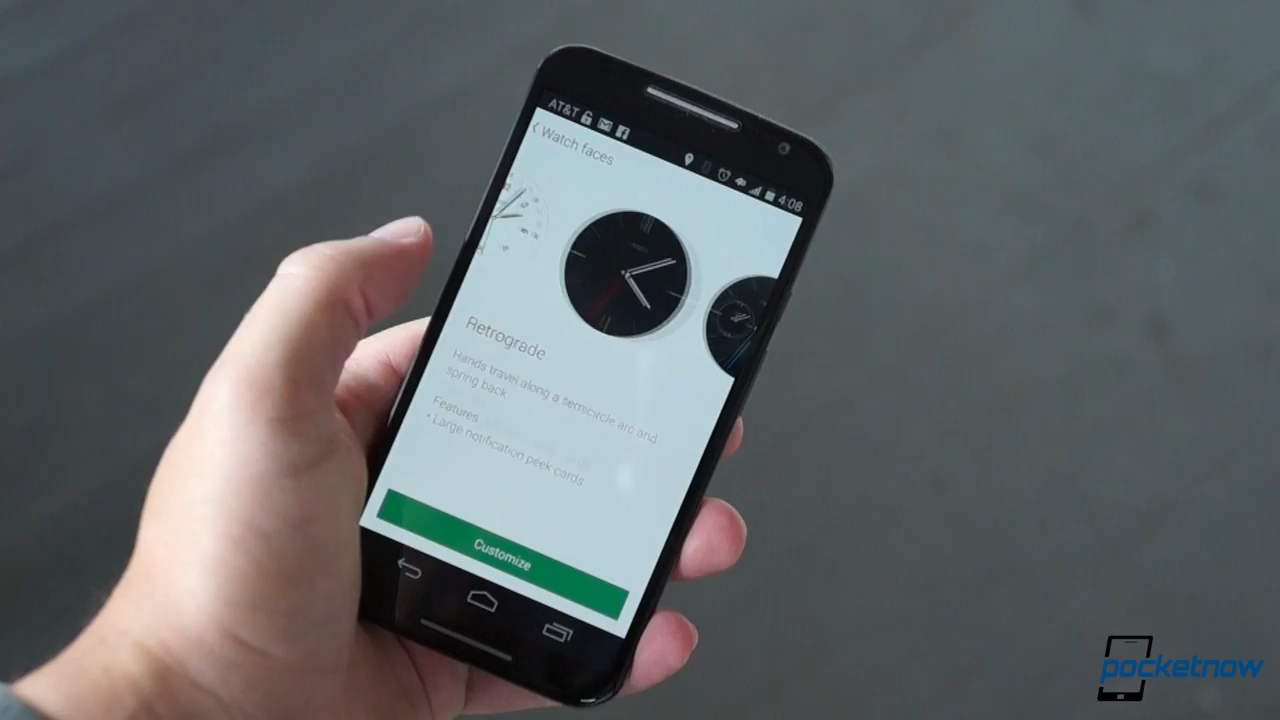 AT&T
4:08
Watch faces
Retrograde
Hands travel along a semicircle arc and
spring back
Features
• Large notification peek cards
Customize
pocketnow